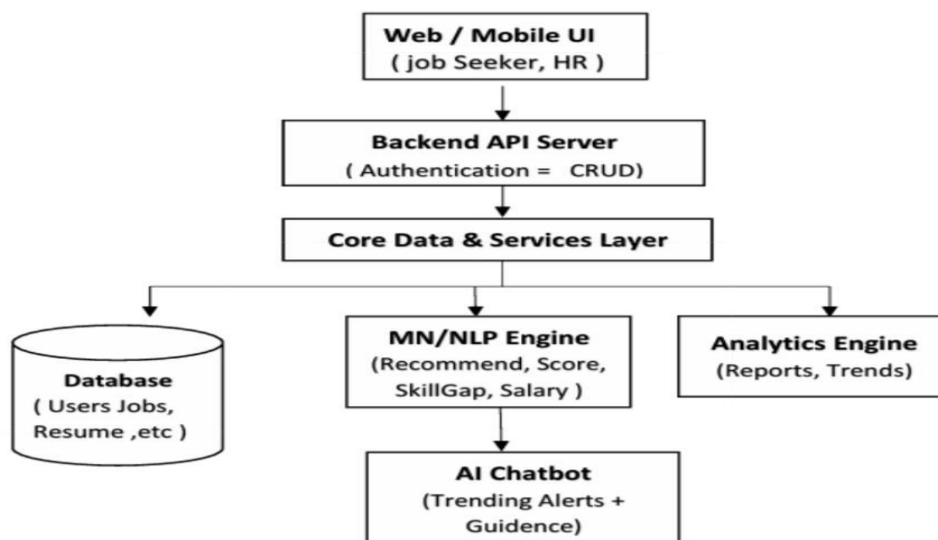 Web / Mobile UI
( job Seeker, HR )
Backend API Server
( Authentication = CRUD)
Core Data & Services Layer
Database
( Users Jobs,
Resume ,etc )
MN/NLP Engine
(Recommend, Score,
SkillGap, Salary )
Analytics Engine
(Reports, Trends)
AI Chatbot
(Trending Alerts +
Guidence)